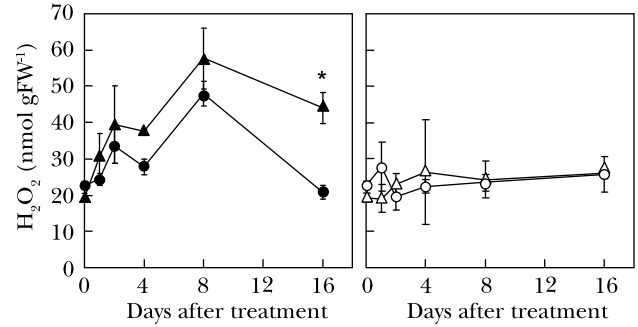 H₂O₂ (nmol gFW⁻¹)
70
60
50
40
30
20
10
0
*
0 4 8 12 16
Days after treatment
0 4 8 12 16
Days after treatment